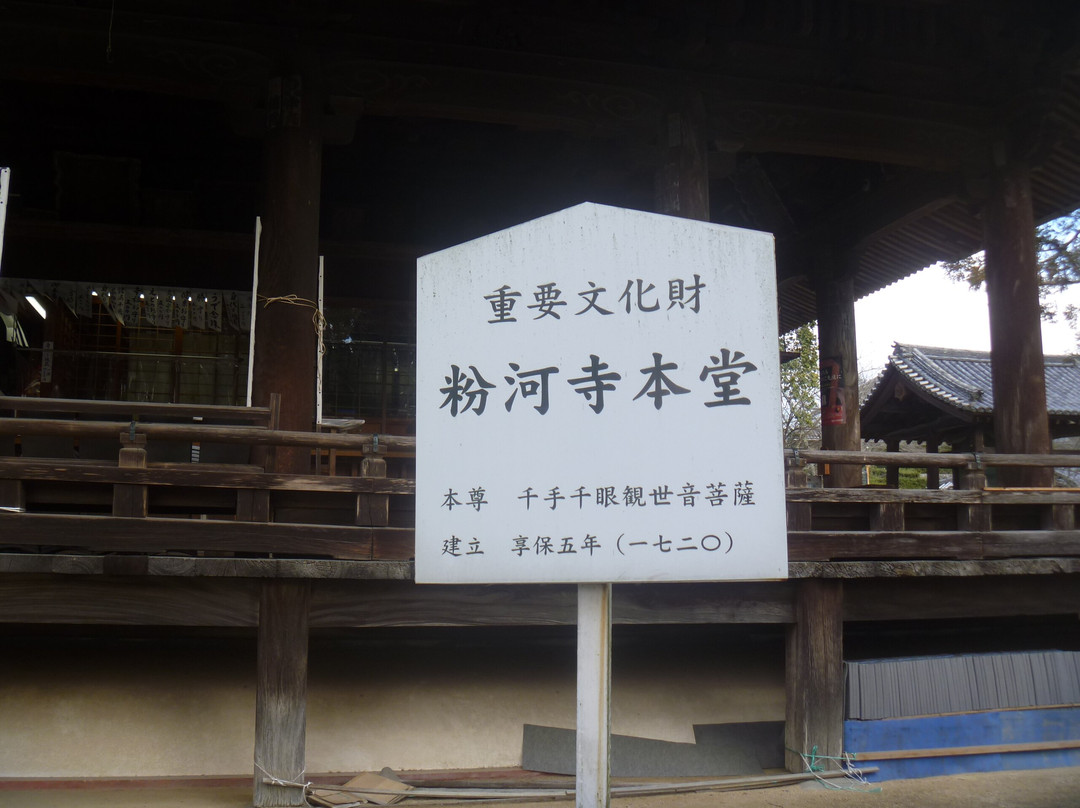 重要文化財
粉河寺本堂
本尊　千手千眼観世音菩薩
建立　享保五年（一七二〇）